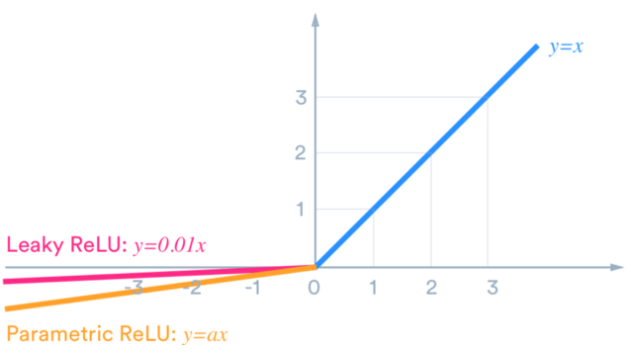 y=x
3
2
1
Leaky ReLU: y=0.01x
-3 -2 -1 0 1 2 3
Parametric ReLU: y=ax